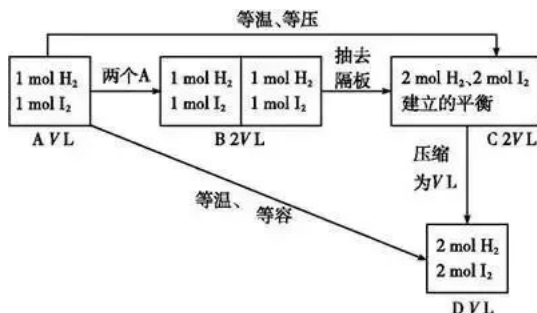 等温、等压
1 mol H₂
1 mol I₂
A V L
两个A
1 mol H₂
1 mol I₂
1 mol H₂
1 mol I₂
B 2V L
抽去
隔板
2 mol H₂、2 mol I₂
建立的平衡
C 2V L
压缩
为V L
等温、等容
2 mol H₂
2 mol I₂
D V L